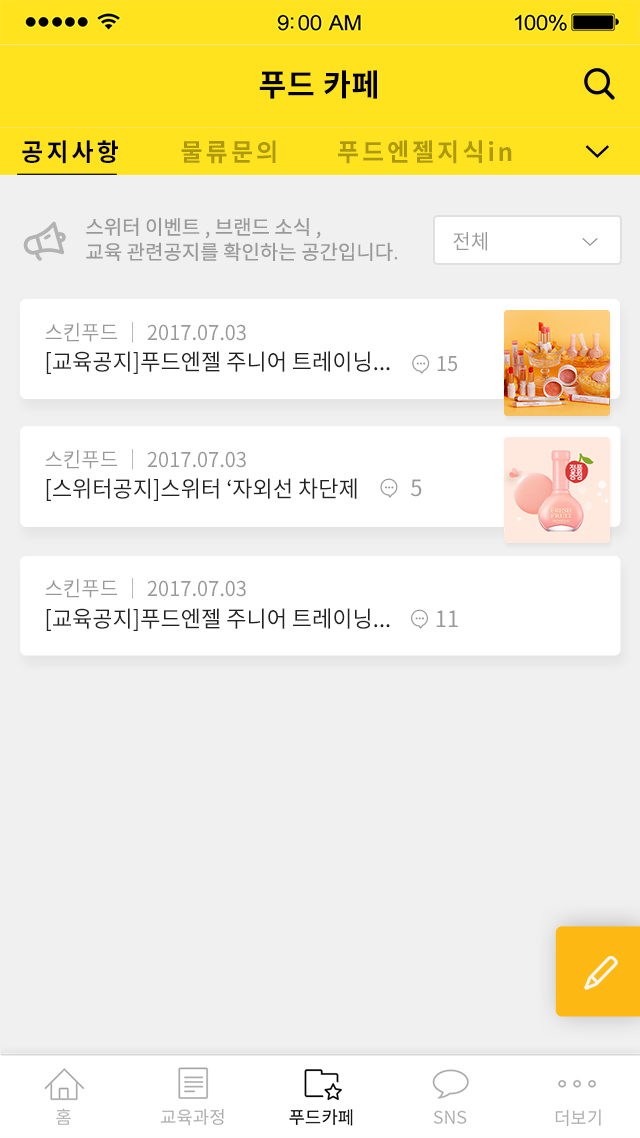 9:00 AM
100%
푸드 카페
공지사항 물류문의 푸드엔젤지식in
스위터 이벤트 , 브랜드 소식 ,
교육 관련공지를 확인하는 공간입니다.
전체
스킨푸드 | 2017.07.03
[교육공지]푸드엔젤 주니어 트레이닝... 15
스킨푸드 | 2017.07.03
[스위터공지]스위터 ‘자외선 차단제 5
정품
증정
FRESH
FRUIT
스킨푸드 | 2017.07.03
[교육공지]푸드엔젤 주니어 트레이닝... 11
홈 교육과정 푸드카페 SNS 더보기